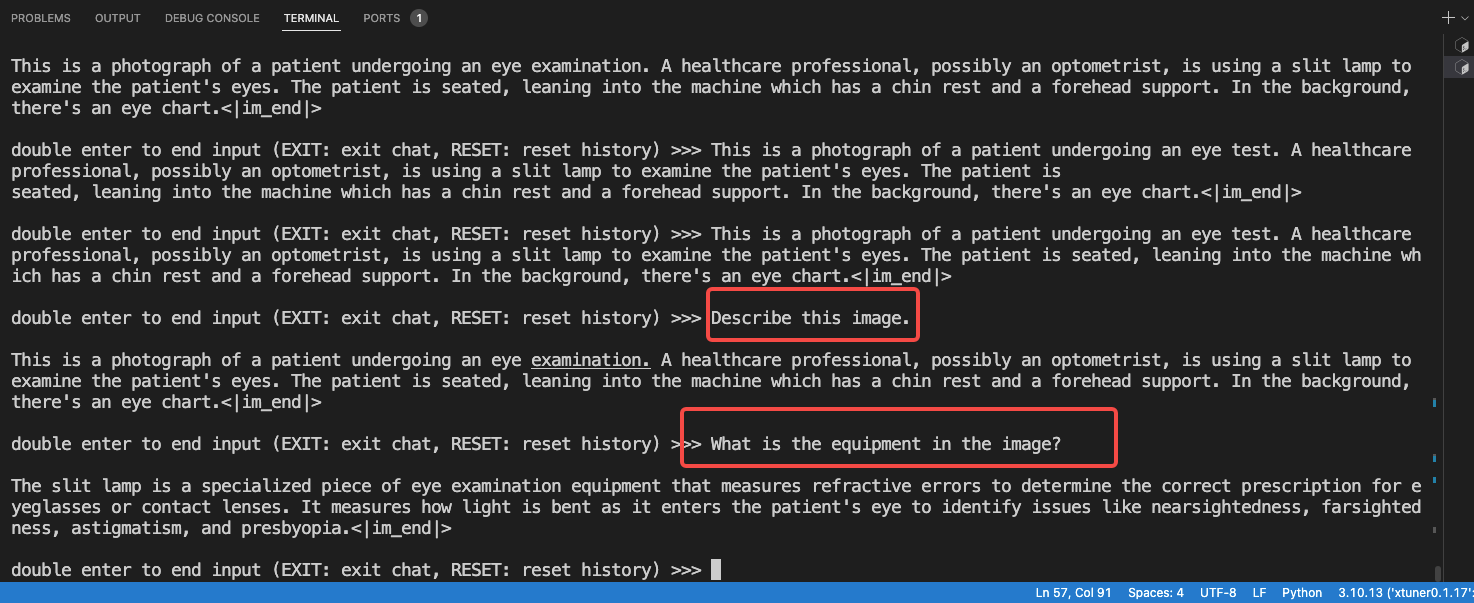 PROBLEMS OUTPUT DEBUG CONSOLE TERMINAL PORTS 1
This is a photograph of a patient undergoing an eye examination. A healthcare professional, possibly an optometrist, is using a slit lamp to
examine the patient's eyes. The patient is seated, leaning into the machine which has a chin rest and a forehead support. In the background,
there's an eye chart.<|im_end|>
double enter to end input (EXIT: exit chat, RESET: reset history) >>> This is a photograph of a patient undergoing an eye test. A healthcare
professional, possibly an optometrist, is using a slit lamp to examine the patient's eyes. The patient is
seated, leaning into the machine which has a chin rest and a forehead support. In the background, there's an eye chart.<|im_end|>
double enter to end input (EXIT: exit chat, RESET: reset history) >>> This is a photograph of a patient undergoing an eye test. A healthcare
professional, possibly an optometrist, is using a slit lamp to examine the patient's eyes. The patient is seated, leaning into the machine wh
ich has a chin rest and a forehead support. In the background, there's an eye chart.<|im_end|>
double enter to end input (EXIT: exit chat, RESET: reset history) >>> Describe this image.
This is a photograph of a patient undergoing an eye examination. A healthcare professional, possibly an optometrist, is using a slit lamp to
examine the patient's eyes. The patient is seated, leaning into the machine which has a chin rest and a forehead support. In the background,
there's an eye chart.<|im_end|>
double enter to end input (EXIT: exit chat, RESET: reset history) >>> What is the equipment in the image?
The slit lamp is a specialized piece of eye examination equipment that measures refractive errors to determine the correct prescription for e
yeglasses or contact lenses. It measures how light is bent as it enters the patient's eye to identify issues like nearsightedness, farsighted
ness, astigmatism, and presbyopia.<|im_end|>
double enter to end input (EXIT: exit chat, RESET: reset history) >>>
Ln 57, Col 91 Spaces: 4 UTF-8 LF Python 3.10.13 ('xtuner0.1.17':